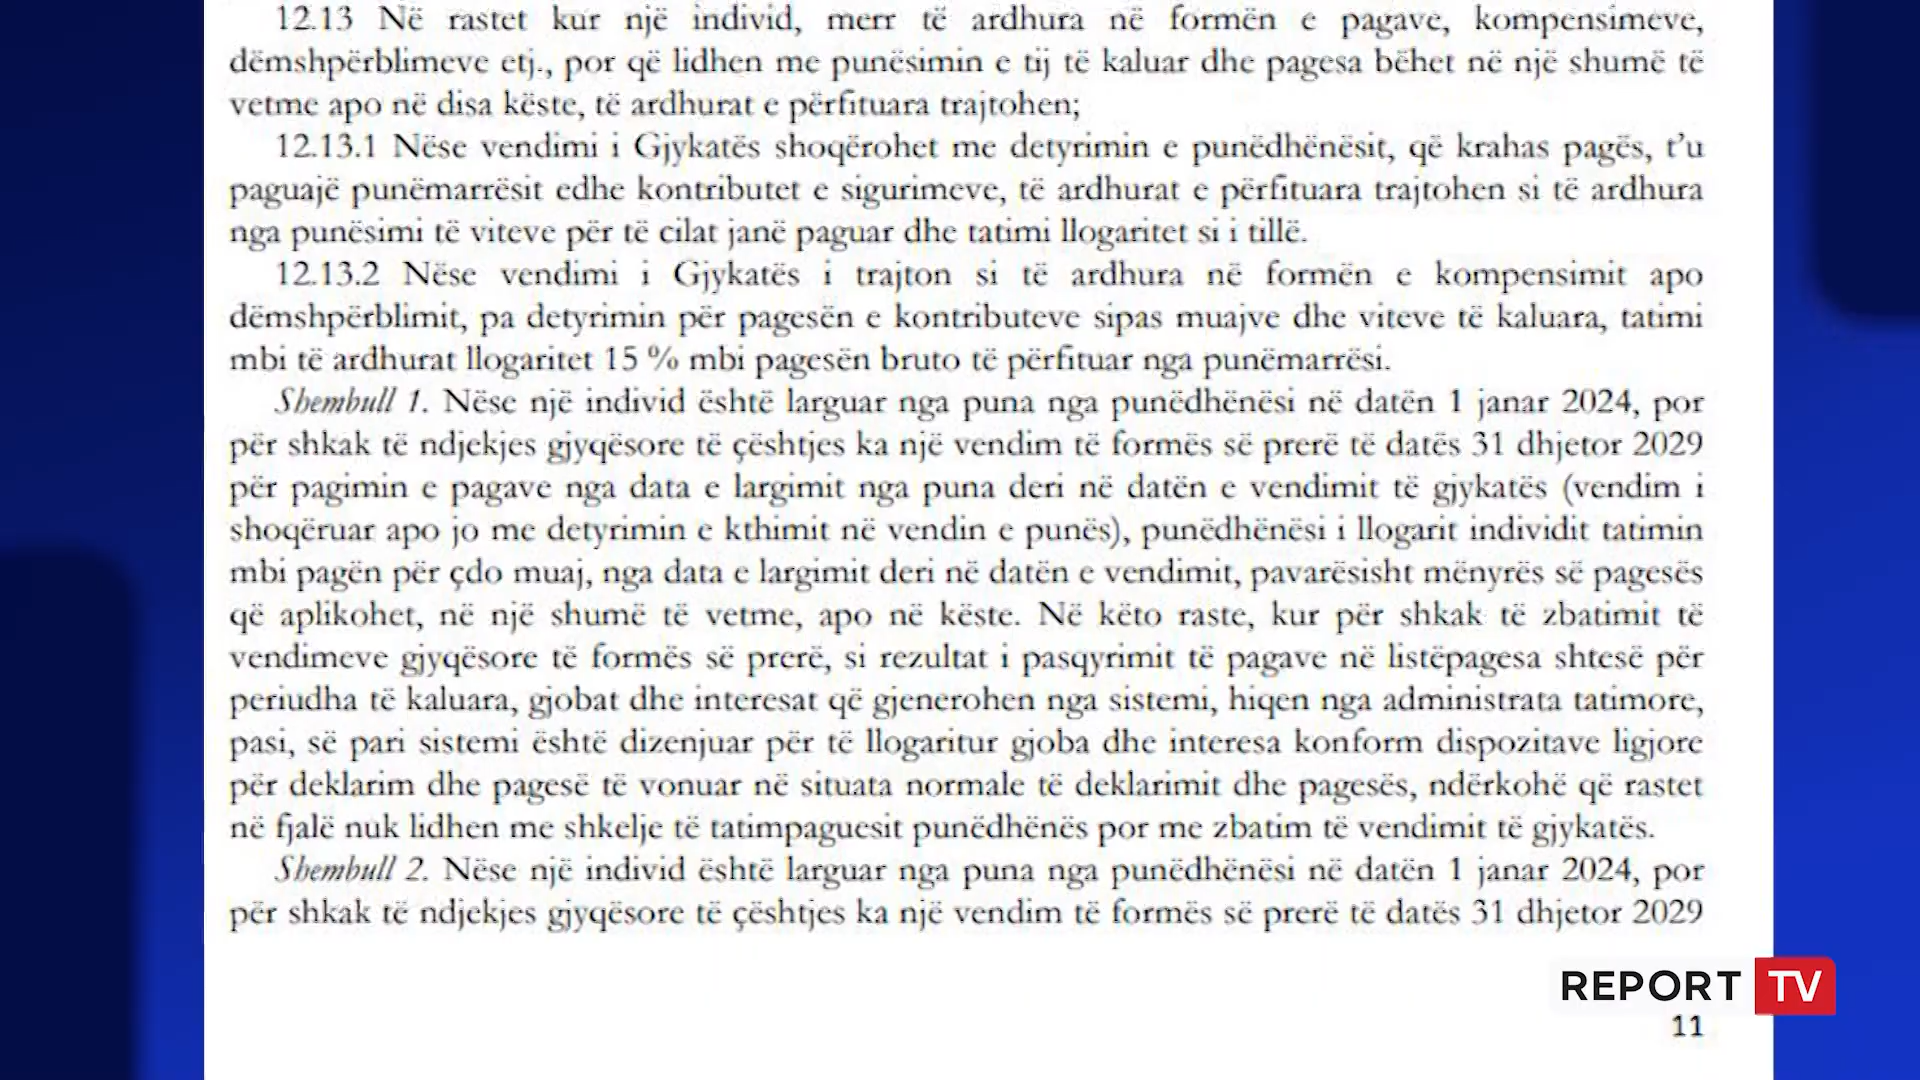 12.13 Në rastet kur një individ, merr të ardhura në formën e pagave, kompensimeve,
dëmshpërblimeve etj., por që lidhen me punësimin e tij të kaluar dhe pagesa bëhet në një shumë të
vetme apo në disa këste, të ardhurat e përfituara trajtohen;
12.13.1 Nëse vendimi i Gjykatës shoqërohet me detyrimin e punëdhënësit, që krahas pagës, t’u
paguajë punëmarrësit edhe kontributet e sigurimeve, të ardhurat e përfituara trajtohen si të ardhura
nga punësimi të viteve për të cilat janë paguar dhe tatimi llogaritet si i tillë.
12.13.2 Nëse vendimi i Gjykatës i trajton si të ardhura në formën e kompensimit apo
dëmshpërblimit, pa detyrimin për pagesën e kontributeve sipas muajve dhe viteve të kaluara, tatimi
mbi të ardhurat llogaritet 15 % mbi pagesën bruto të përfituar nga punëmarrësi.
Shembull 1. Nëse një individ është larguar nga puna nga punëdhënësi në datën 1 janar 2024, por
për shkak të ndjekjes gjyqësore të çështjes ka një vendim të formës së prerë të datës 31 dhjetor 2029
për pagimin e pagave nga data e largimit nga puna deri në datën e vendimit të gjykatës (vendim i
shoqëruar apo jo me detyrimin e kthimit në vendin e punës), punëdhënësi i llogarit individit tatimin
mbi pagën për çdo muaj, nga data e largimit deri në datën e vendimit, pavarësisht mënyrës së pagesës
që aplikohet, në një shumë të vetme, apo në këste. Në këto raste, kur për shkak të zbatimit të
vendimeve gjyqësore të formës së prerë, si rezultat i pasqyrimit të pagave në listëpagesa shtesë për
periudha të kaluara, gjobat dhe interesat që gjenerohen nga sistemi, hiqen nga administrata tatimore,
pasi, së pari sistemi është dizenjuar për të llogaritur gjoba dhe interesa konform dispozitave ligjore
për deklarim dhe pagesë të vonuar në situata normale të deklarimit dhe pagesës, ndërkohë që rastet
në fjalë nuk lidhen me shkelje të tatimpaguesit punëdhënës por me zbatim të vendimit të gjykatës.
Shembull 2. Nëse një individ është larguar nga puna nga punëdhënësi në datën 1 janar 2024, por
për shkak të ndjekjes gjyqësore të çështjes ka një vendim të formës së prerë të datës 31 dhjetor 2029
REPORT TV
11